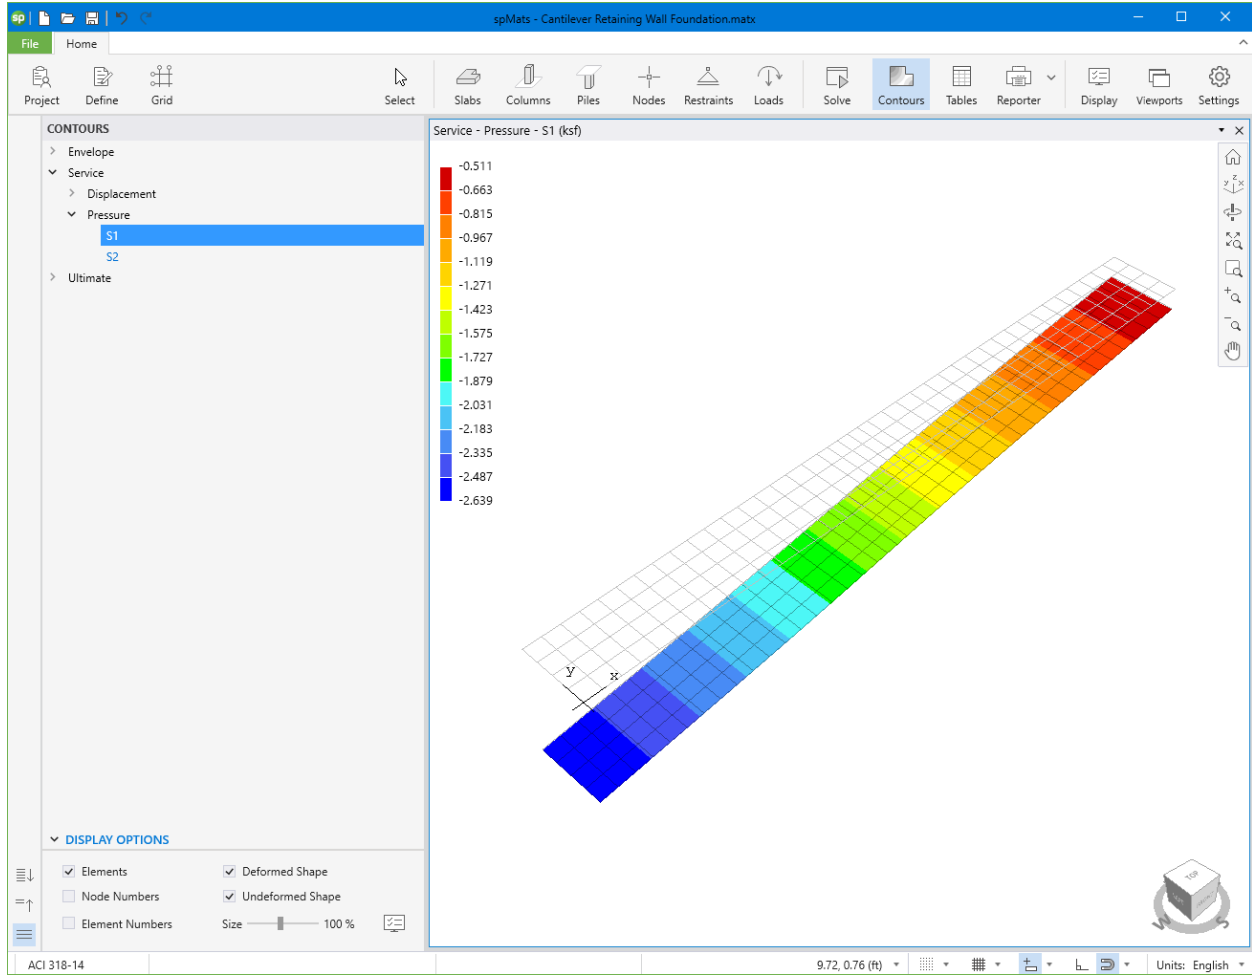 sp
spMats - Cantilever Retaining Wall Foundation.matx
File
Home
Project
Define
Grid
Select
Slabs
Columns
Piles
Nodes
Restraints
Loads
Solve
Contours
Tables
Reporter
Display
Viewports
Settings
CONTOURS
Envelope
Service
Displacement
Pressure
S1
S2
Ultimate
Service - Pressure - S1 (ksf)
-0.511
-0.663
-0.815
-0.967
-1.119
-1.271
-1.423
-1.575
-1.727
-1.879
-2.031
-2.183
-2.335
-2.487
-2.639
z
y x
y
x
TOP
W
S
DISPLAY OPTIONS
Elements
Deformed Shape
Node Numbers
Undeformed Shape
Element Numbers
Size
100 %
ACI 318-14
9.72, 0.76 (ft)
Units: English